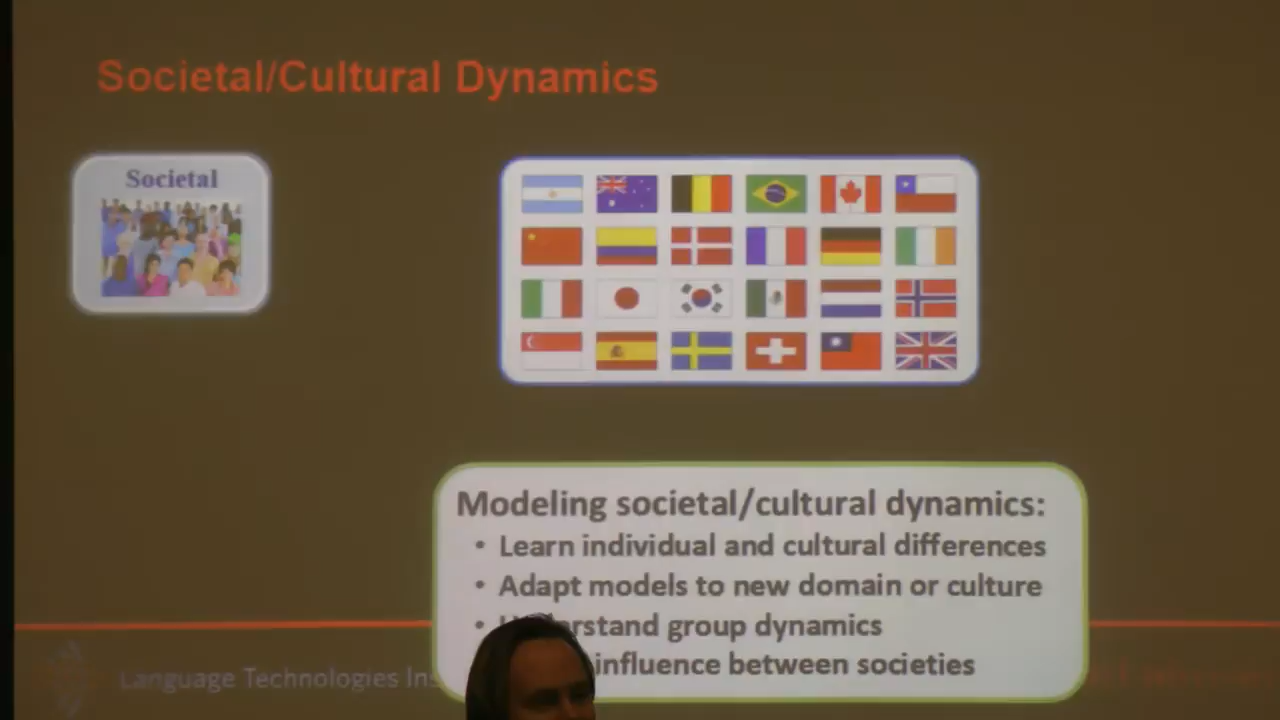 Societal/Cultural Dynamics
Societal
Modeling societal/cultural dynamics:
• Learn individual and cultural differences
• Adapt models to new domain or culture
• Understand group dynamics
• influence between societies
Language Technologies Ins